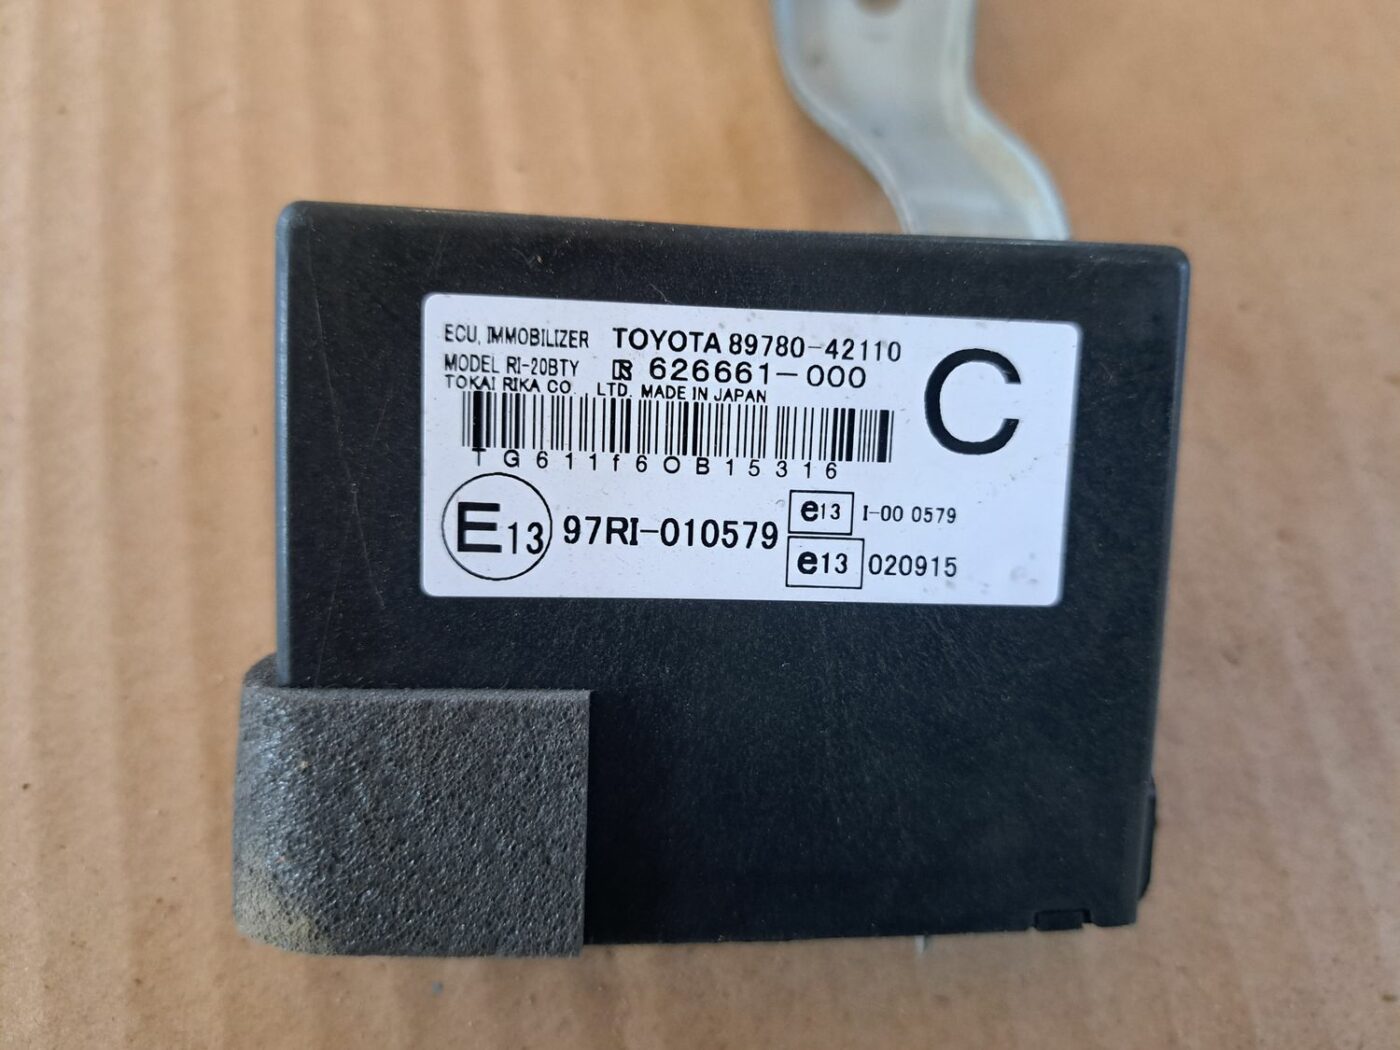 ECU, IMMOBILIZER TOYOTA 89780-42110
MODEL RI-20BTY 626661-000
TOKAI RIKA CO., LTD. MADE IN JAPAN
C
TG611f60B15316
E13 97RI-010579
e13 I-00 0579
e13 020915